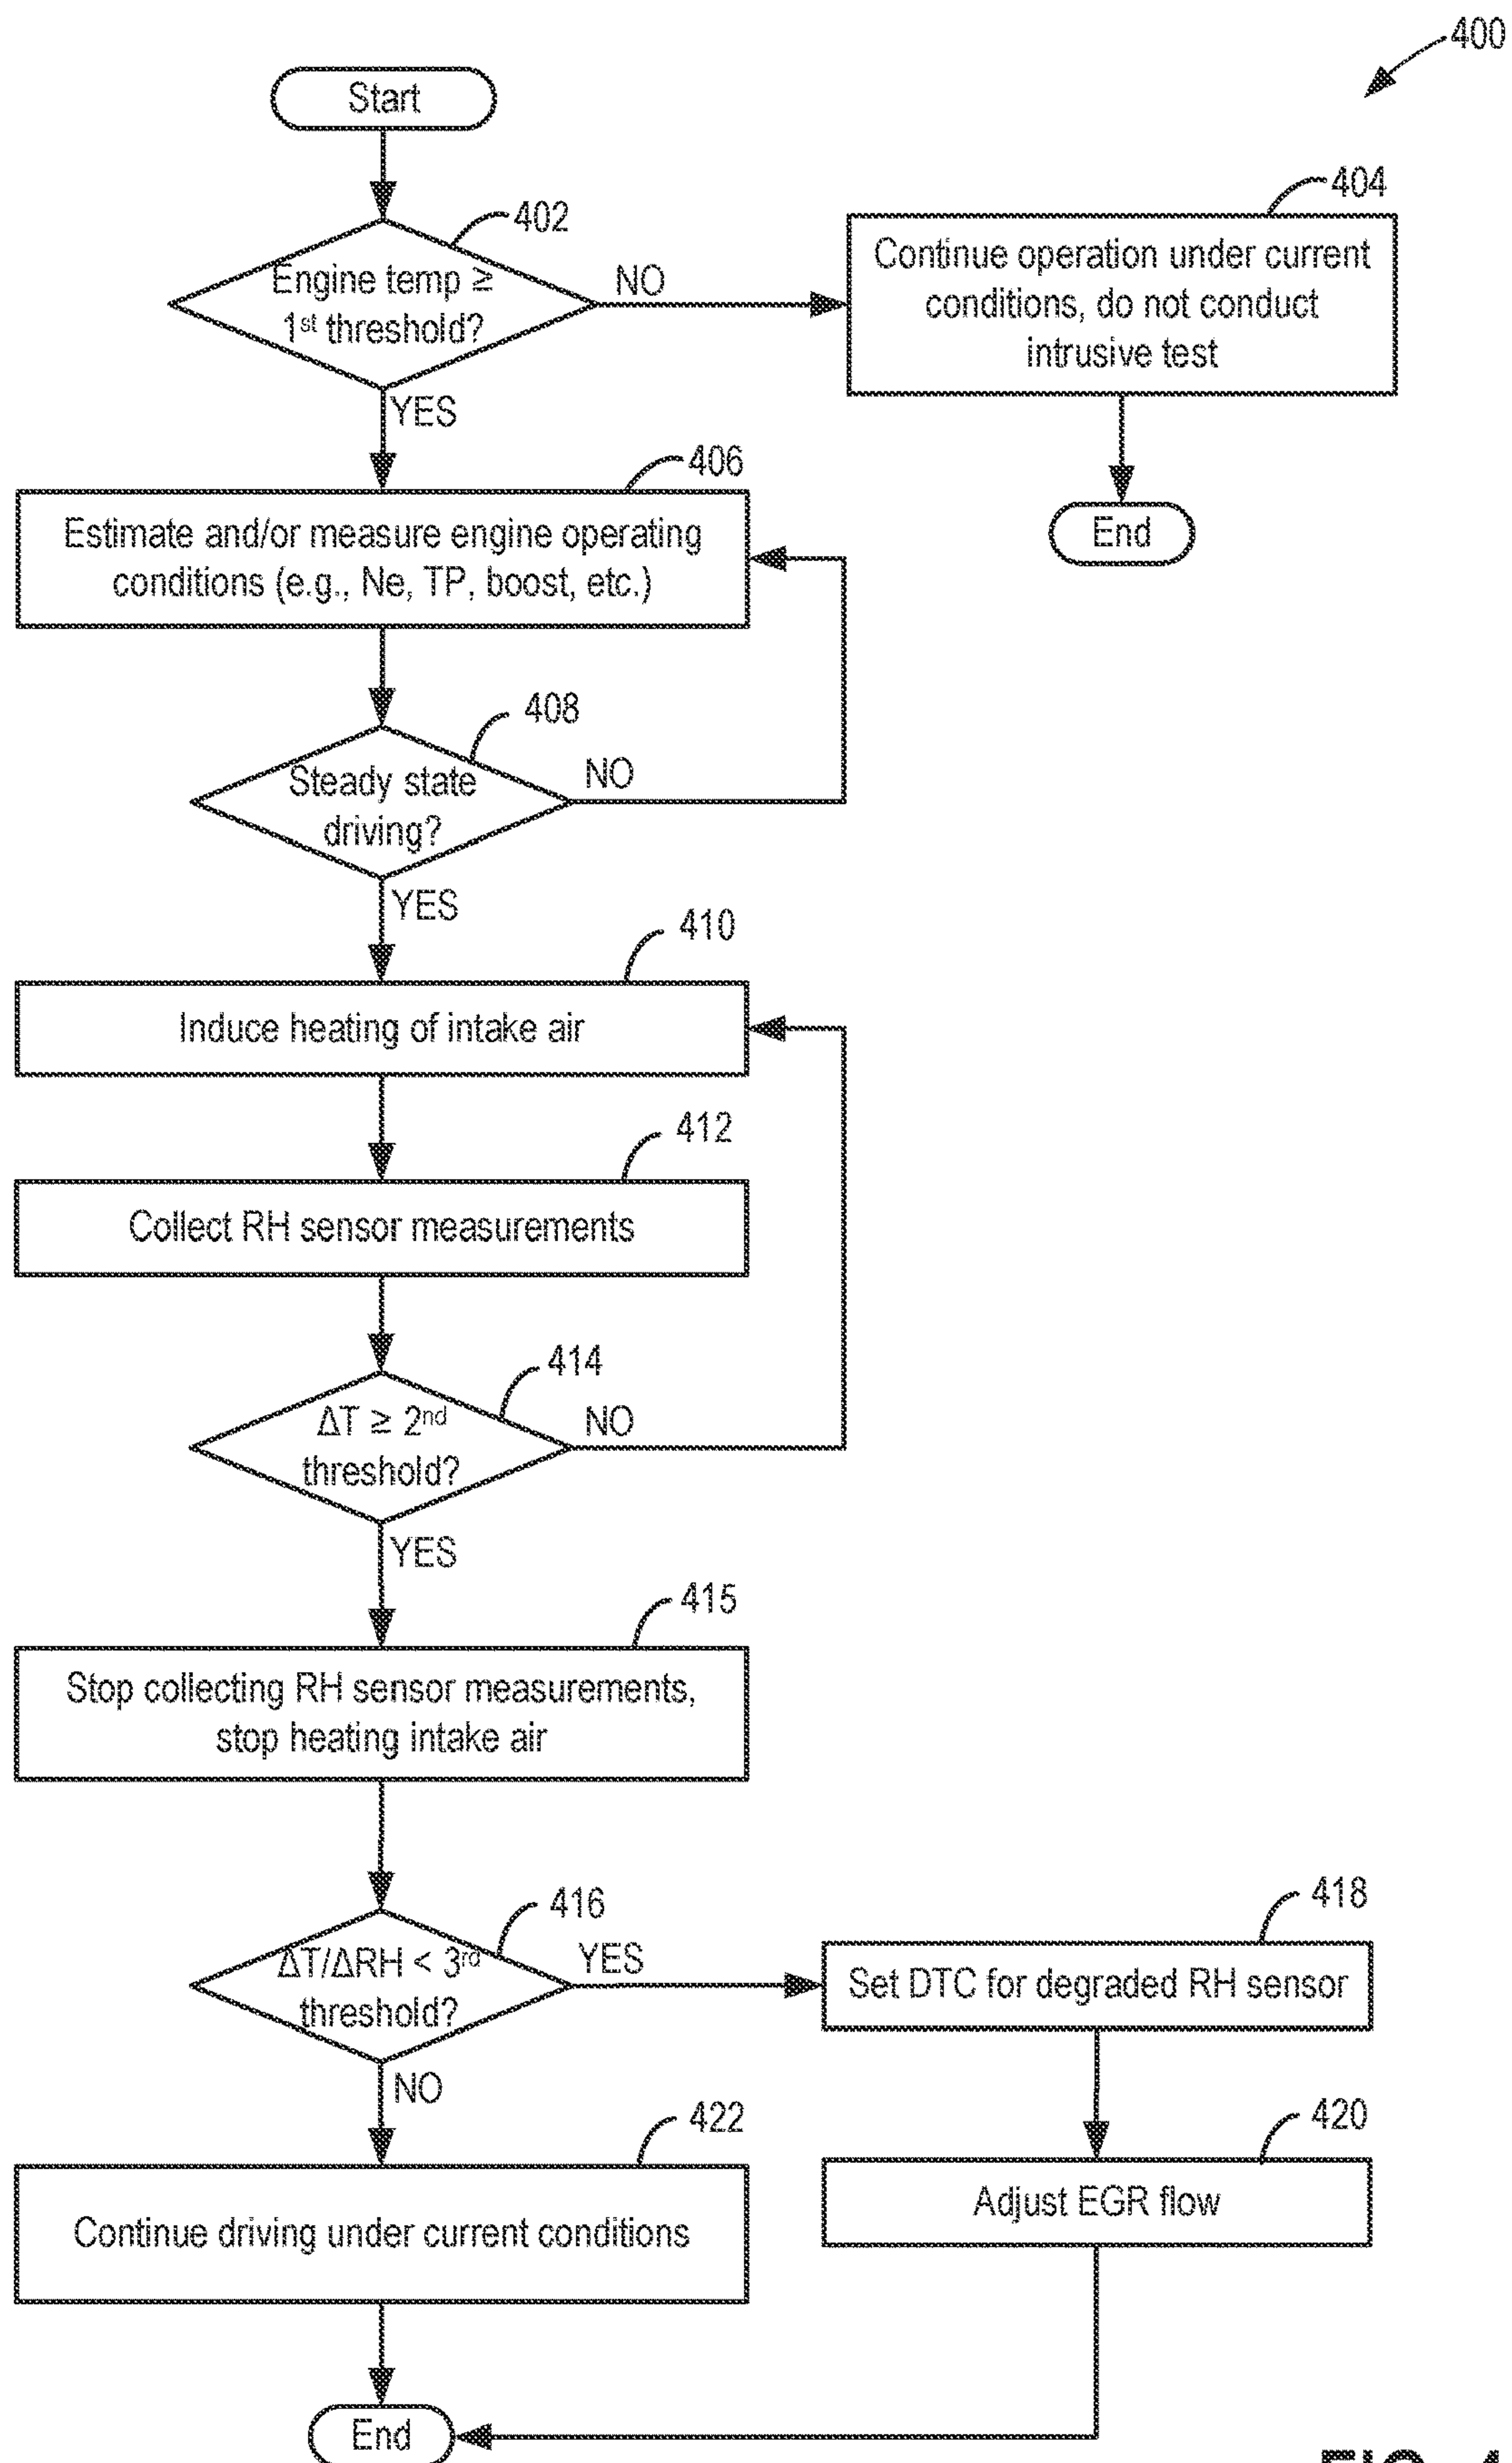 400
Start
402
Engine temp ≥
1st threshold?
NO
404
Continue operation under current
conditions, do not conduct
intrusive test
End
YES
406
Estimate and/or measure engine operating
conditions (e.g., Ne, TP, boost, etc.)
408
Steady state
driving?
NO
YES
410
Induce heating of intake air
412
Collect RH sensor measurements
414
ΔT ≥ 2nd
threshold?
NO
YES
415
Stop collecting RH sensor measurements,
stop heating intake air
416
ΔT/ΔRH < 3rd
threshold?
YES
418
Set DTC for degraded RH sensor
NO
420
Adjust EGR flow
422
Continue driving under current conditions
End